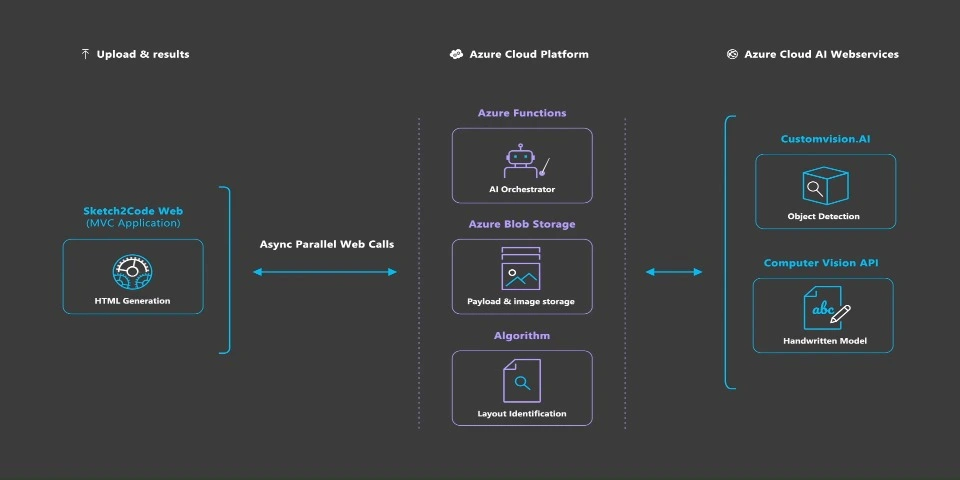 Upload & results
Azure Cloud Platform
Azure Cloud AI Webservices
Sketch2Code Web
(MVC Application)
HTML Generation
Async Parallel Web Calls
Azure Functions
AI Orchestrator
Azure Blob Storage
Payload & image storage
Algorithm
Layout Identification
Customvision.AI
Object Detection
Computer Vision API
abc
Handwritten Model